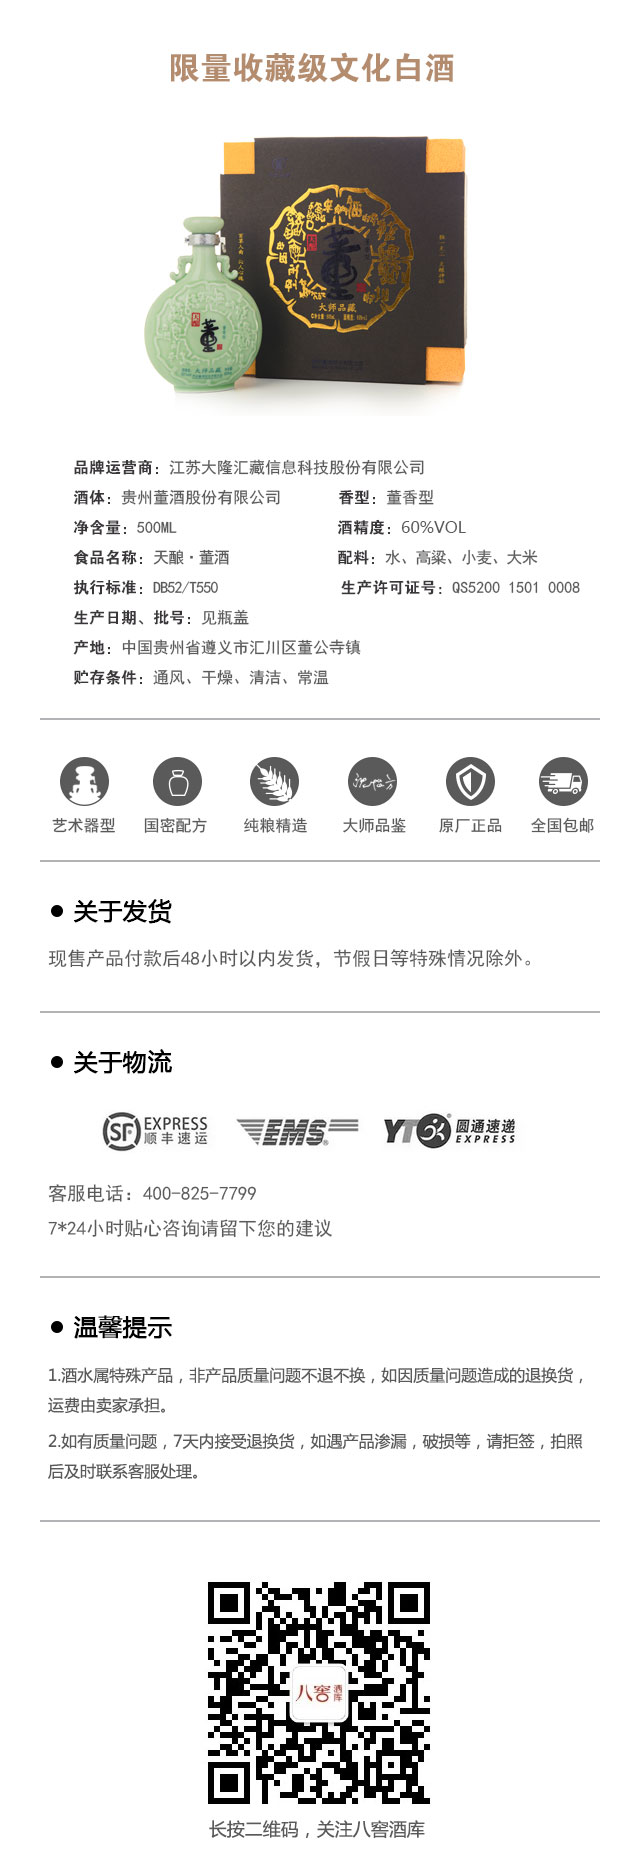 限量收藏级文化白酒
董
大师品藏
董
大师品藏
品牌运营商：江苏大隆汇藏信息科技股份有限公司
酒体：贵州董酒股份有限公司 香型：董香型
净含量：500ML 酒精度：60%VOL
食品名称：天酿·董酒 配料：水、高粱、小麦、大米
执行标准：DB52/T550 生产许可证号：QS5200 1501 0008
生产日期、批号：见瓶盖
产地：中国贵州省遵义市汇川区董公寺镇
贮存条件：通风、干燥、清洁、常温
艺术器型 国密配方 纯粮精造 大师品鉴 原厂正品 全国包邮
● 关于发货
现售产品付款后48小时以内发货，节假日等特殊情况除外。
● 关于物流
SF EXPRESS 顺丰速运 EMS® YTO 圆通速递 EXPRESS
客服电话：400-825-7799
7*24小时贴心咨询请留下您的建议
● 温馨提示
1.酒水属特殊产品，非产品质量问题不退不换，如因质量问题造成的退换货，
运费由卖家承担。
2.如有质量问题，7天内接受退换货，如遇产品渗漏，破损等，请拒签，拍照
后及时联系客服处理。
八窖酒库
长按二维码，关注八窖酒库